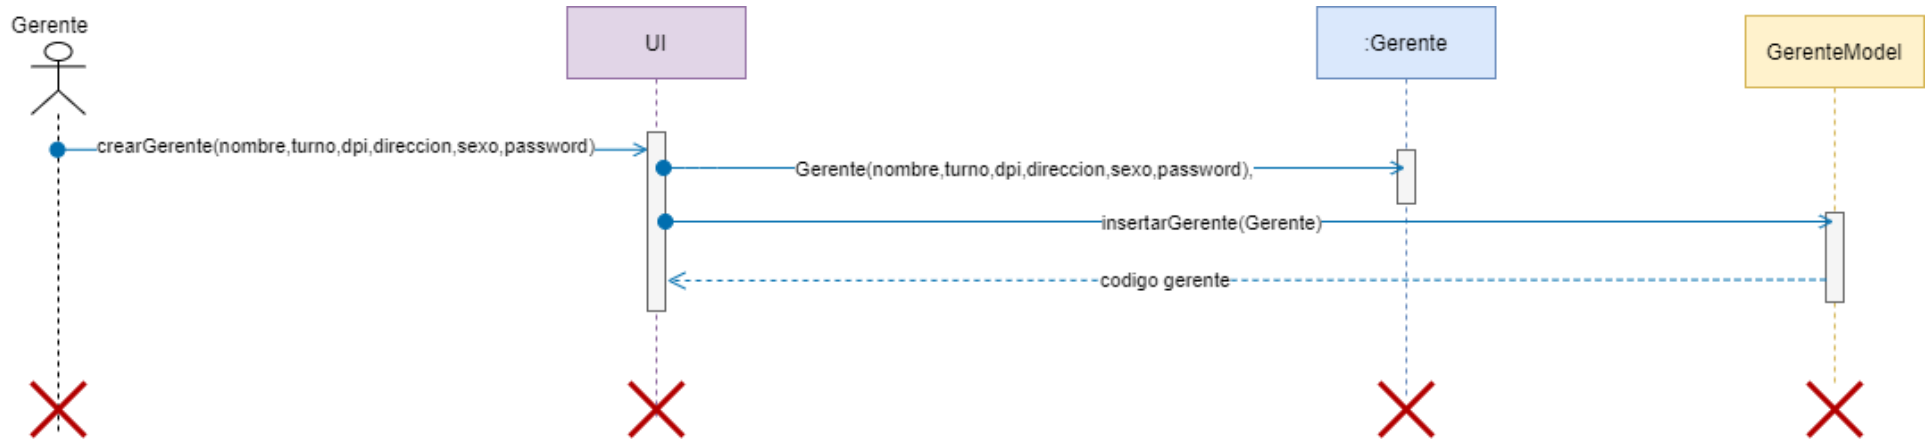 Gerente
UI
:Gerente
GerenteModel
crearGerente(nombre,turno,dpi,direccion,sexo,password)
Gerente(nombre,turno,dpi,direccion,sexo,password),
insertarGerente(Gerente)
codigo gerente